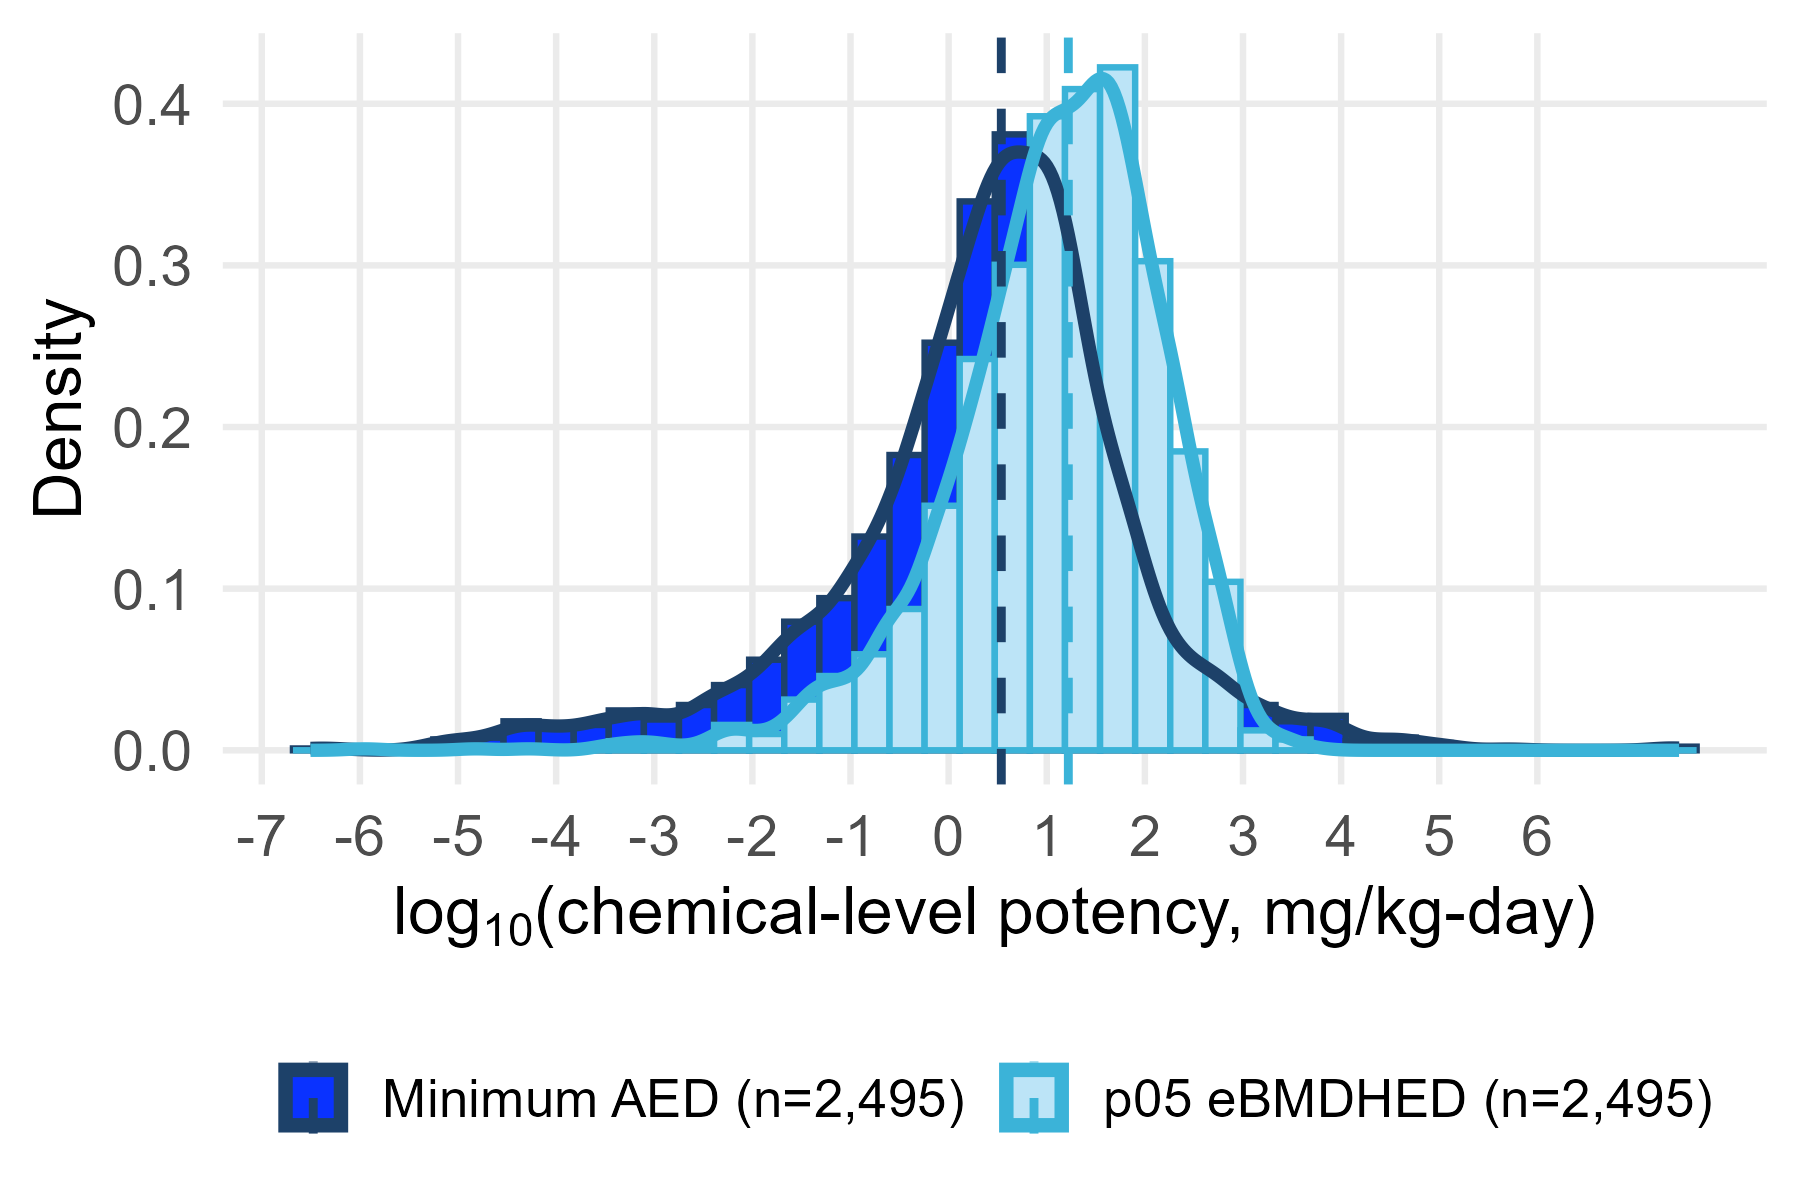 Density
0.4
0.3
0.2
0.1
0.0
-7 -6 -5 -4 -3 -2 -1 0 1 2 3 4 5 6
log₁₀(chemical-level potency, mg/kg-day)
Minimum AED (n=2,495) p05 eBMDHED (n=2,495)